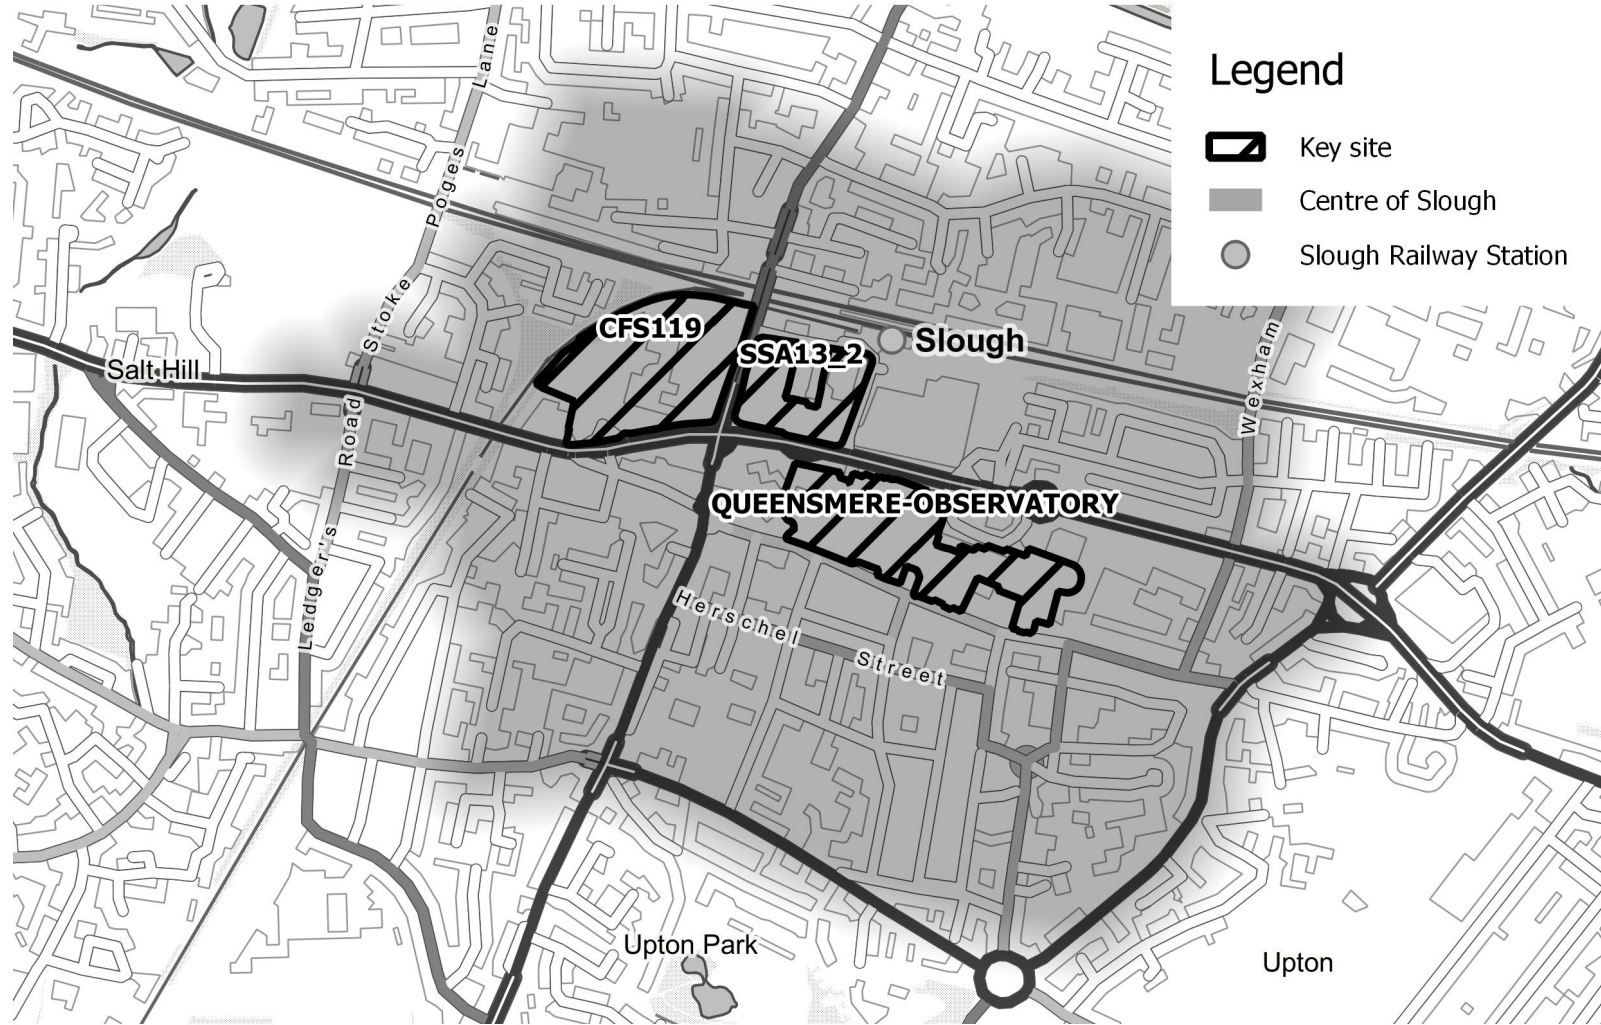 Legend
Key site
Centre of Slough
Slough Railway Station
Stoke Poges Lane
CFS119
SSA13_2
Slough
Salt Hill
Wexham
Ledger's Road
QUEENSMERE-OBSERVATORY
Herschel Street
Upton Park
Upton